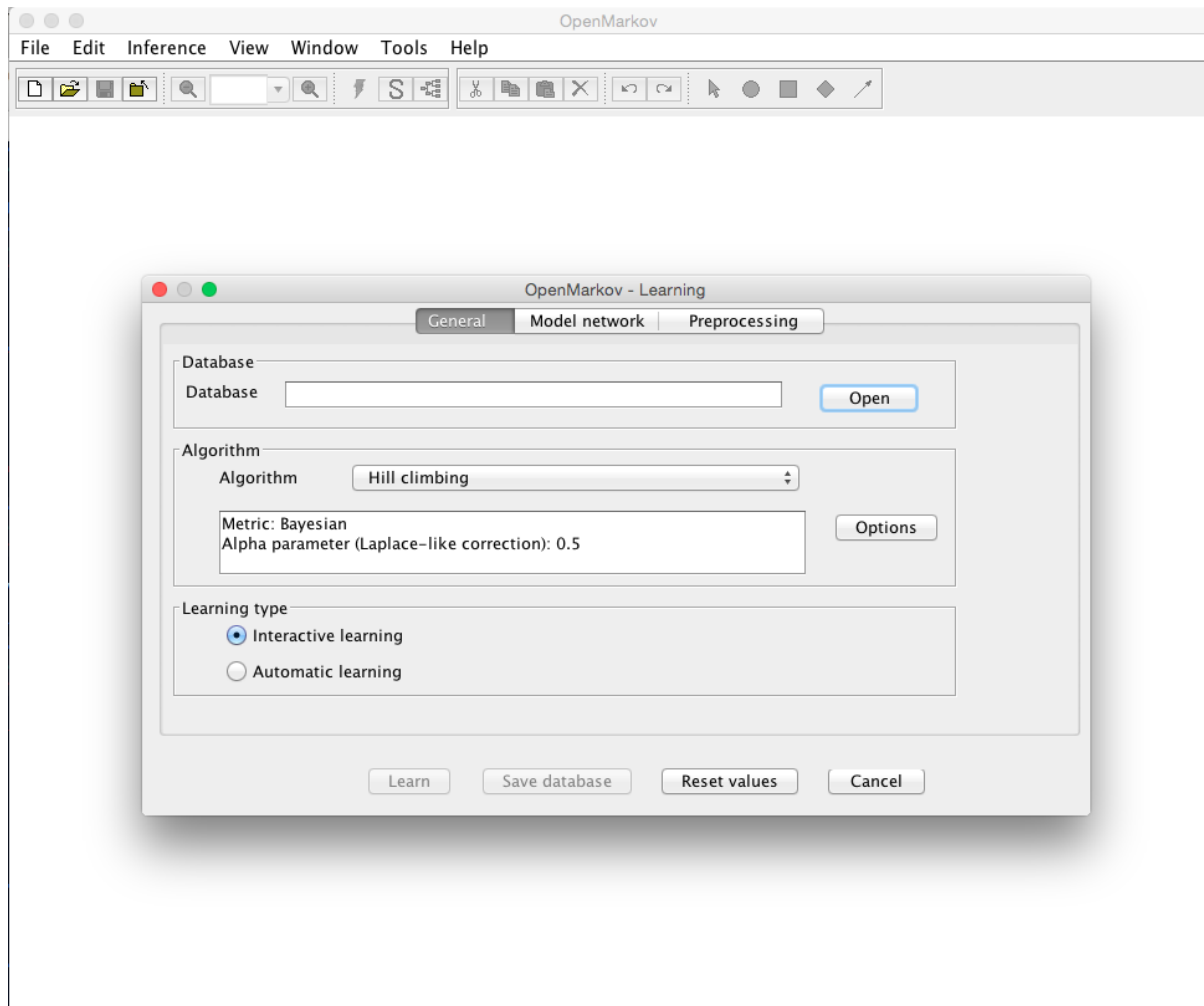 OpenMarkov
File Edit Inference View Window Tools Help
S
OpenMarkov - Learning
General Model network Preprocessing
Database
Database Open
Algorithm
Algorithm Hill climbing
Metric: Bayesian
Alpha parameter (Laplace-like correction): 0.5
Options
Learning type
Interactive learning
Automatic learning
Learn Save database Reset values Cancel